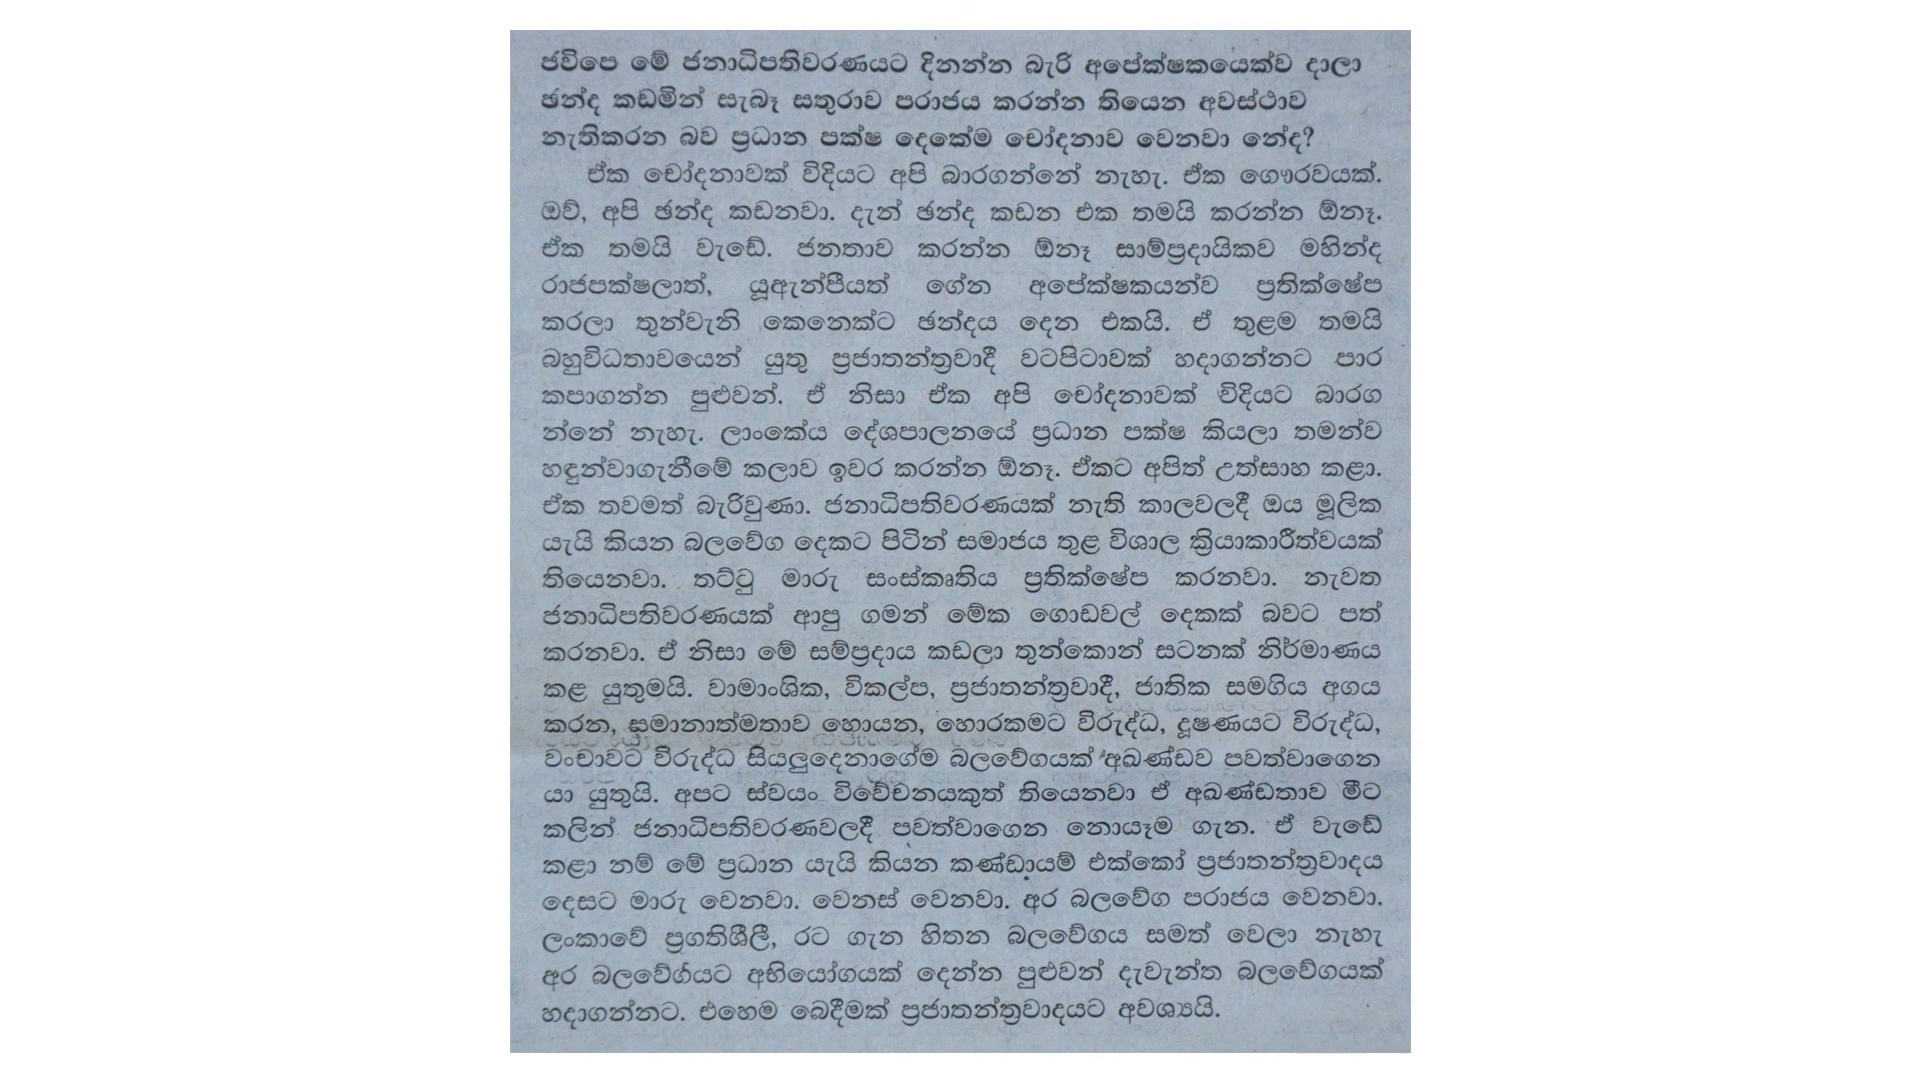 ජවිපෙ මේ ජනාධිපතිවරණයට දිනන්න බැරි අපේක්ෂකයෙක්ව දාලා
ඡන්ද කඩමින් සැබෑ සතුරාව පරාජය කරන්න තියෙන අවස්ථාව
නැතිකරන බව ප්‍රධාන පක්ෂ දෙකේම චෝදනාව වෙනවා නේද?
ඒක චෝදනාවක් විදියට අපි බාරගන්නේ නැහැ. ඒක ගෞරවයක්.
ඔව්, අපි ඡන්ද කඩනවා. දැන් ඡන්ද කඩන එක තමයි කරන්න ඕනෑ.
ඒක තමයි වැඩේ. ජනතාව කරන්න ඕනෑ සාම්ප්‍රදායිකව මහින්ද
රාජපක්ෂලාත්, යූඇන්පීයත් ගේන අපේක්ෂකයන්ව ප්‍රතික්ෂේප
කරලා තුන්වැනි කෙනෙක්ට ඡන්දය දෙන එකයි. ඒ තුළම තමයි
බහුවිධතාවයෙන් යුතු ප්‍රජාතන්ත්‍රවාදී වටපිටාවක් හදාගන්නට පාර
කපාගන්න පුළුවන්. ඒ නිසා ඒක අපි චෝදනාවක් විදියට බාරග
න්නේ නැහැ. ලාංකේය දේශපාලනයේ ප්‍රධාන පක්ෂ කියලා තමන්ව
හඳුන්වාගැනීමේ කලාව ඉවර කරන්න ඕනෑ. ඒකට අපිත් උත්සාහ කළා.
ඒක තවමත් බැරිවුණා. ජනාධිපතිවරණයක් නැති කාලවලදී ඔය මූලික
යැයි කියන බලවේග දෙකට පිටින් සමාජය තුළ විශාල ක්‍රියාකාරීත්වයක්
තියෙනවා. තට්ටු මාරු සංස්කෘතිය ප්‍රතික්ෂේප කරනවා. නැවත
ජනාධිපතිවරණයක් ආපු ගමන් මේක ගොඩවල් දෙකක් බවට පත්
කරනවා. ඒ නිසා මේ සම්ප්‍රදාය කඩලා තුන්කොන් සටනක් නිර්මාණය
කළ යුතුමයි. වාමාංශික, විකල්ප, ප්‍රජාතන්ත්‍රවාදී, ජාතික සමගිය අගය
කරන, සමානාත්මතාව හොයන, හොරකමට විරුද්ධ, දූෂණයට විරුද්ධ,
වංචාවට විරුද්ධ සියලුදෙනාගේම බලවේගයක් අඛණ්ඩව පවත්වාගෙන
යා යුතුයි. අපට ස්වයං විවේචනයකුත් තියෙනවා ඒ අඛණ්ඩතාව මීට
කලින් ජනාධිපතිවරණවලදී පවත්වාගෙන නොයෑම ගැන. ඒ වැඩේ
කළා නම් මේ ප්‍රධාන යැයි කියන කණ්ඩායම් එක්කෝ ප්‍රජාතන්ත්‍රවාදය
දෙසට මාරු වෙනවා. වෙනස් වෙනවා. අර බලවේග පරාජය වෙනවා.
ලංකාවේ ප්‍රගතිශීලී, රට ගැන හිතන බලවේගය සමත් වෙලා නැහැ
අර බලවේගයට අභියෝගයක් දෙන්න පුළුවන් දැවැන්ත බලවේගයක්
හදාගන්නට. එහෙම බෙදීමක් ප්‍රජාතන්ත්‍රවාදයට අවශ්‍යයි.